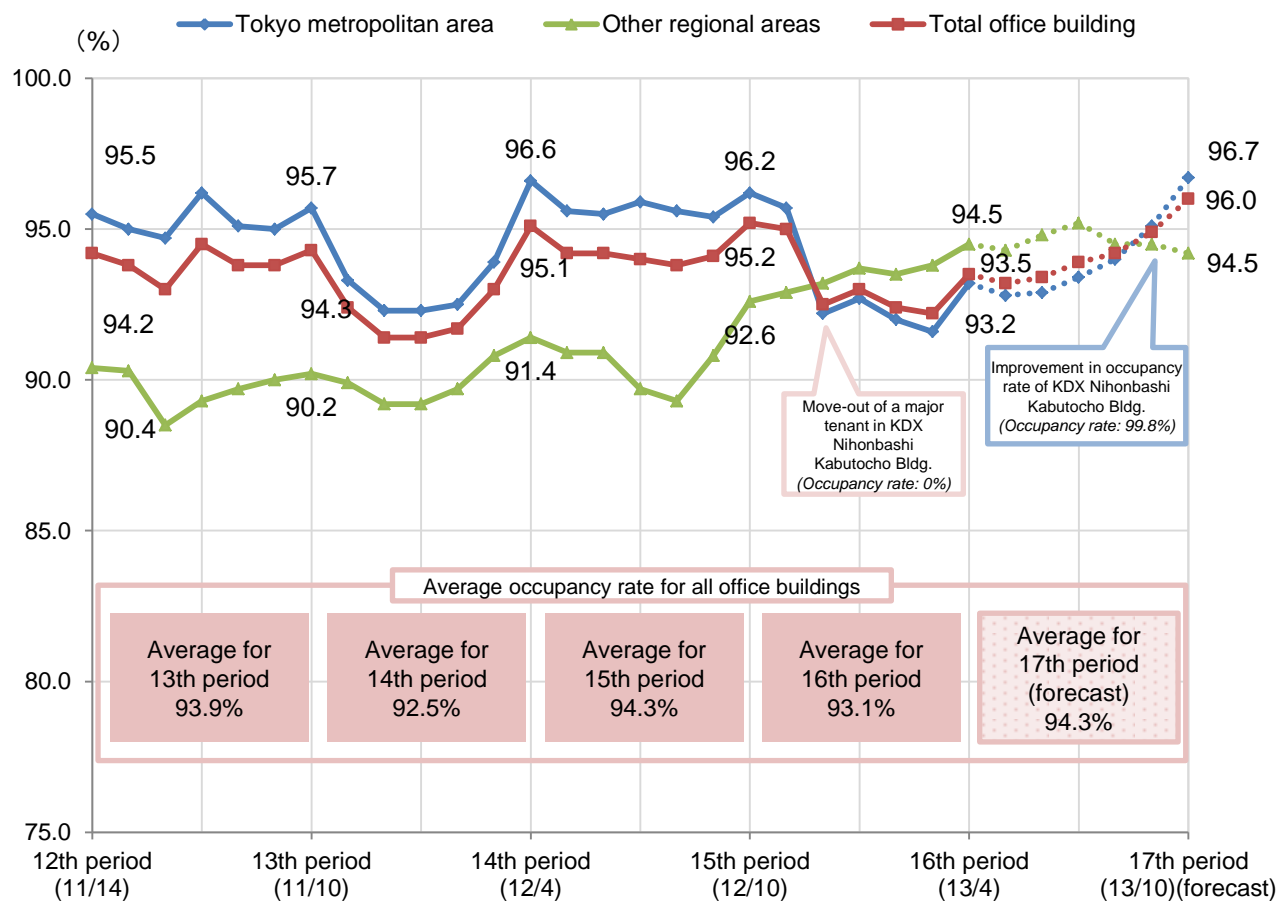 Tokyo metropolitan area
Other regional areas
Total office building
(%)
100.0
95.0
90.0
85.0
80.0
75.0
95.5
95.7
96.6
96.2
96.7
96.0
94.5
94.5
93.5
93.2
95.2
95.1
94.3
94.2
92.6
91.4
90.2
90.4
Move-out of a major
tenant in KDX
Nihonbashi
Kabutocho Bldg.
(Occupancy rate: 0%)
Improvement in occupancy
rate of KDX Nihonbashi
Kabutocho Bldg.
(Occupancy rate: 99.8%)
Average occupancy rate for all office buildings
Average for
13th period
93.9%
Average for
14th period
92.5%
Average for
15th period
94.3%
Average for
16th period
93.1%
Average for
17th period
(forecast)
94.3%
12th period
(11/14)
13th period
(11/10)
14th period
(12/4)
15th period
(12/10)
16th period
(13/4)
17th period
(13/10)(forecast)